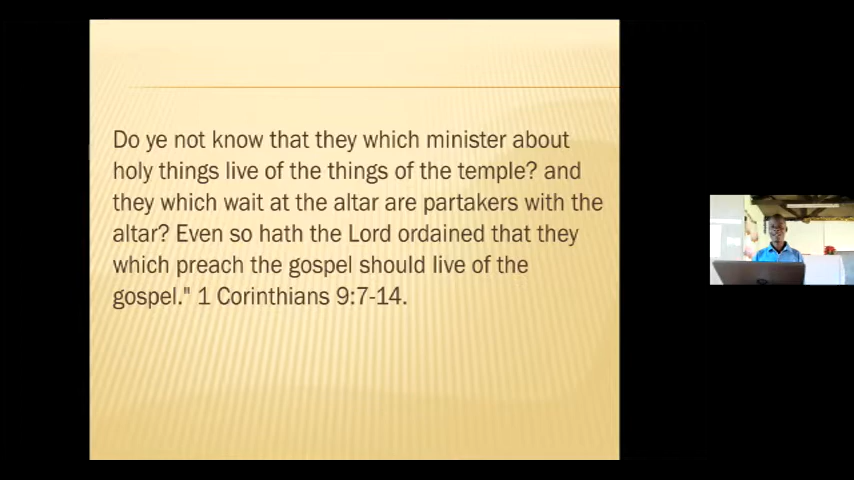 Do ye not know that they which minister about
holy things live of the things of the temple? and
they which wait at the altar are partakers with the
altar? Even so hath the Lord ordained that they
which preach the gospel should live of the
gospel." 1 Corinthians 9:7-14.